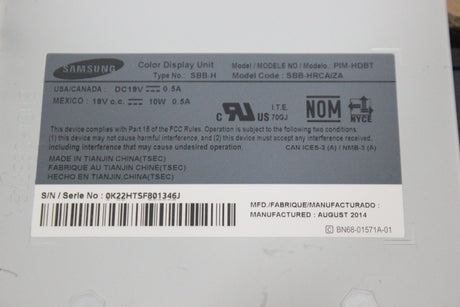 SAMSUNG
Color Display Unit
Type No.: SBB-H
Model / MODELE NO / Modelo: PIM-HDBT
Model Code : SBB-HRCA/ZA
USA/CANADA : DC19V ⎓ 0.5A
MEXICO : 19V c.c. ⎓ 10W 0.5A
C UL US I.T.E. 70GJ
NOM NYCE
This device complies with Part 15 of the FCC Rules. Operation is subject to the following two conditions:
(1) this device may not cause harmful interference, and (2) this device must accept any interference received,
including interference that may cause undesired operation. CAN ICES-3 (A) / NMB-3 (A)
MADE IN TIANJIN CHINA(TSEC)
FABRIQUE AU TIANJIN CHINE(TSEC)
HECHO EN TIANJIN CHINA(TSEC)
S/N / Serie No : 0K22HTSF801346J
MFD./FABRIQUE/MANUFACTURADO :
MANUFACTURED : AUGUST 2014
C BN68-01571A-01